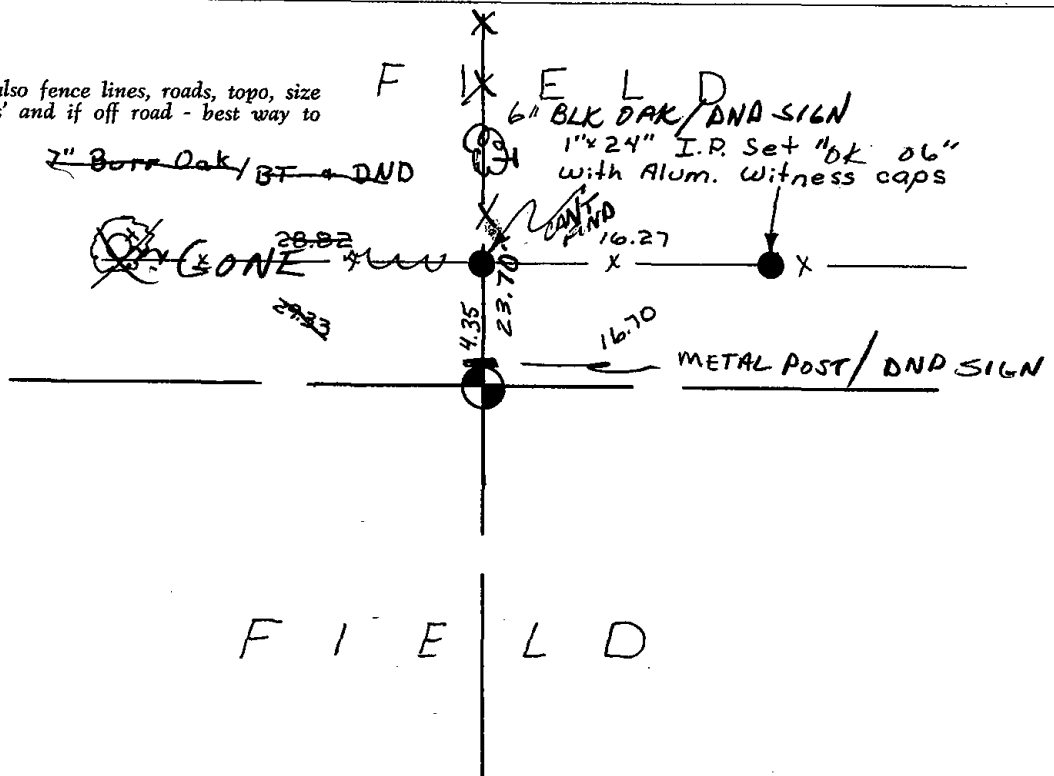 also fence lines, roads, topo, size
s' and if off road - best way to
F I E L D
6" BLK OAK / DND SIGN
1" x 24" I.P. Set "OK 06"
with Alum. Witness caps
7" Burr Oak / BT + DND
CANT
FIND
28.82
GONE
16.27
23.70
4.35
29.33
16.70
METAL POST / DND SIGN
F I E L D